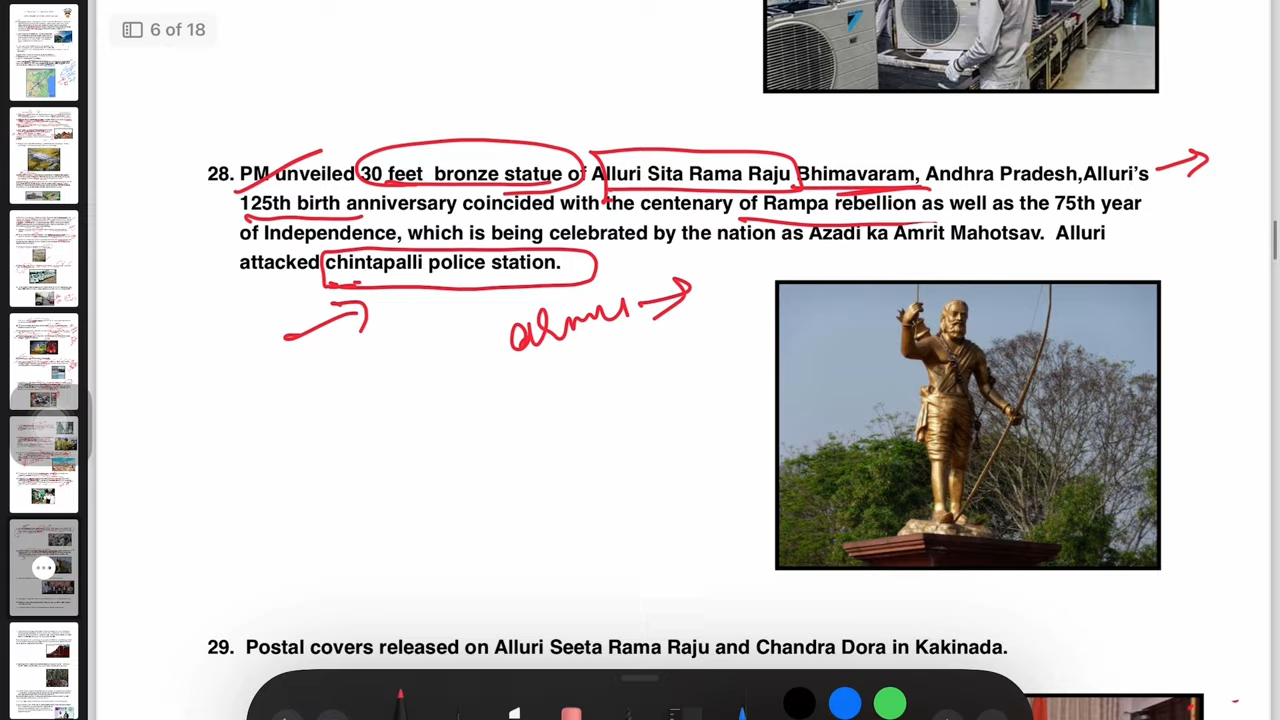 6 of 18
28. PM unveiled 30 feet bronze statue of Alluri Sita Rama Raju Bhimavaram, Andhra Pradesh,Alluri's
125th birth anniversary coincided with the centenary of Rampa rebellion as well as the 75th year
of Independence, which is being celebrated by the nation as Azadi ka Amrit Mahotsav. Alluri
attacked chintapalli police station.
29. Postal covers released on Alluri Seeta Rama Raju and Chandra Dora in Kakinada.